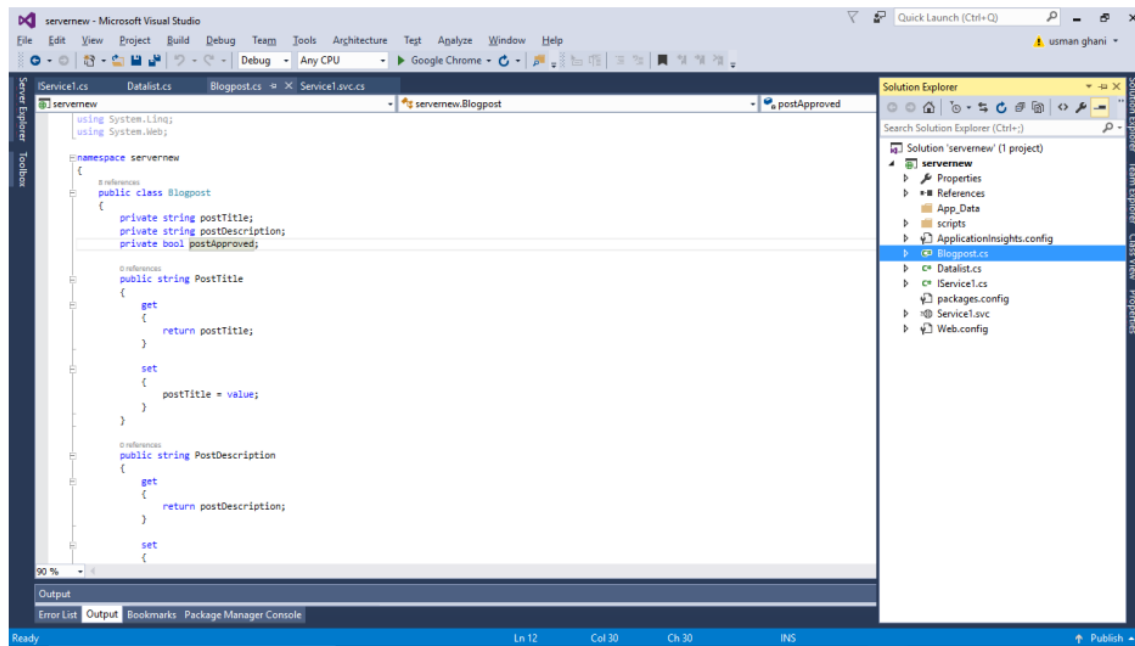 servernew - Microsoft Visual Studio
Quick Launch (Ctrl+Q)
File Edit View Project Build Debug Team Tools Architecture Test Analyze Window Help
usman ghani
Debug Any CPU Google Chrome
IService1.cs Datalist.cs Blogpost.cs Service1.svc.cs
servernew servernew.Blogpost postApproved
using System.Linq;
using System.Web;
namespace servernew
{
8 references
public class Blogpost
{
private string postTitle;
private string postDescription;
private bool postApproved;
0 references
public string PostTitle
{
get
{
return postTitle;
}
set
{
postTitle = value;
}
}
0 references
public string PostDescription
{
get
{
return postDescription;
}
set
{
90 %
Output
Error List Output Bookmarks Package Manager Console
Ready Ln 12 Col 30 Ch 30 INS Publish
Server Explorer
Toolbox
Solution Explorer
Search Solution Explorer (Ctrl+;)
Solution 'servernew' (1 project)
servernew
Properties
References
App_Data
scripts
ApplicationInsights.config
Blogpost.cs
C# Datalist.cs
C# IService1.cs
packages.config
Service1.svc
Web.config
Solution Explorer
Team Explorer
Class View
Properties